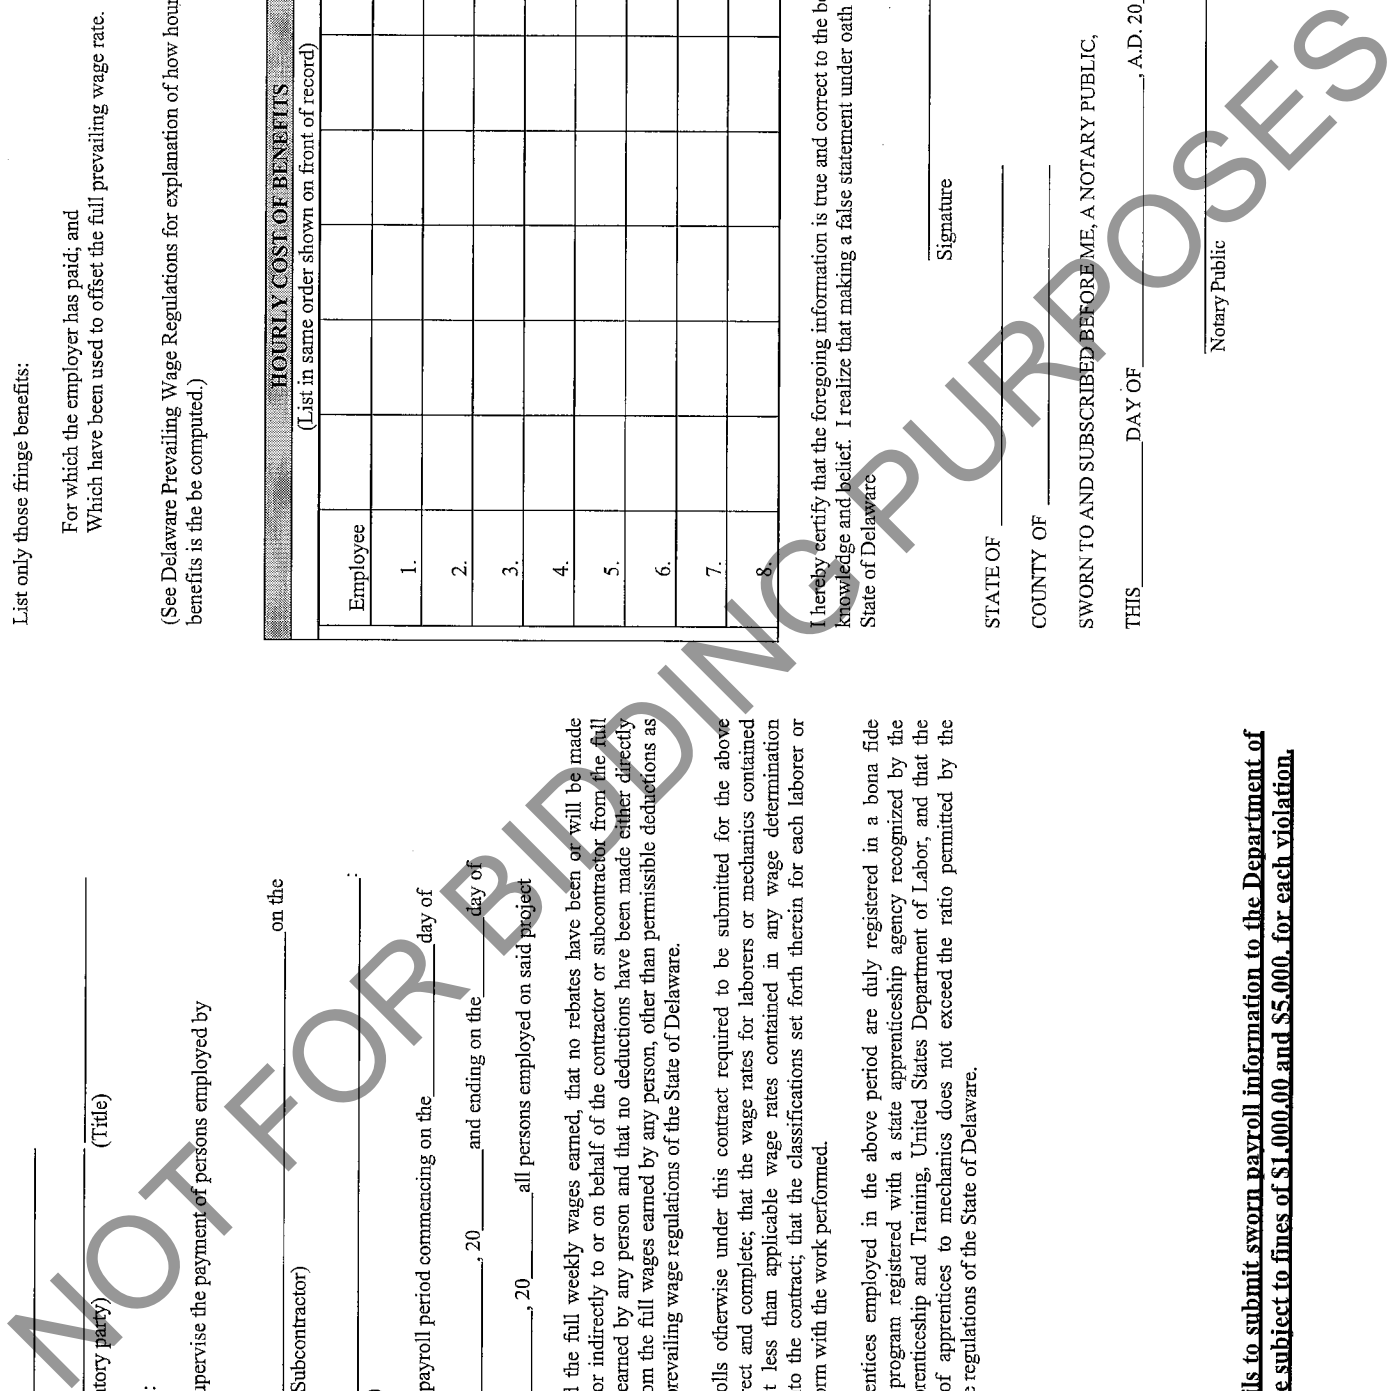 tory party)
(Title)
:
upervise the payment of persons employed by
on the
Subcontractor)
:
payroll period commencing on the ______ day of
______, 20____ and ending on the ______ day of
, 20____ all persons employed on said project
the full weekly wages earned, that no rebates have been or will be made
or indirectly to or on behalf of the contractor or subcontractor from the full
earned by any person and that no deductions have been made either directly
the full wages earned by any person, other than permissible deductions as
prevailing wage regulations of the State of Delaware.
otherwise under this contract required to be submitted for the above
and complete; that the wage rates for laborers or mechanics contained
less than applicable wage rates contained in any wage determination
the contract; that the classifications set forth therein for each laborer or
with the work performed.
employed in the above period are duly registered in a bona fide
program registered with a state apprenticeship agency recognized by the
and Training, United States Department of Labor, and that the
of apprentices to mechanics does not exceed the ratio permitted by the
regulations of the State of Delaware.
to submit sworn payroll information to the Department of
subject to fines of $1,000.00 and $5,000. for each violation.
List only those fringe benefits:
For which the employer has paid; and
Which have been used to offset the full prevailing wage rate.
(See Delaware Prevailing Wage Regulations for explanation of how hour
benefits is the be computed.)
HOURLY COST OF BENEFITS
(List in same order shown on front of record)
Employee
1.
2.
3.
4.
5.
6.
7.
8.
I hereby certify that the foregoing information is true and correct to the
knowledge and belief. I realize that making a false statement under oath
State of Delaware
Signature
STATE OF ______
COUNTY OF ______
SWORN TO AND SUBSCRIBED BEFORE ME, A NOTARY PUBLIC,
THIS______DAY OF______, A.D. 20
Notary Public
NOT FOR BIDDING PURPOSES